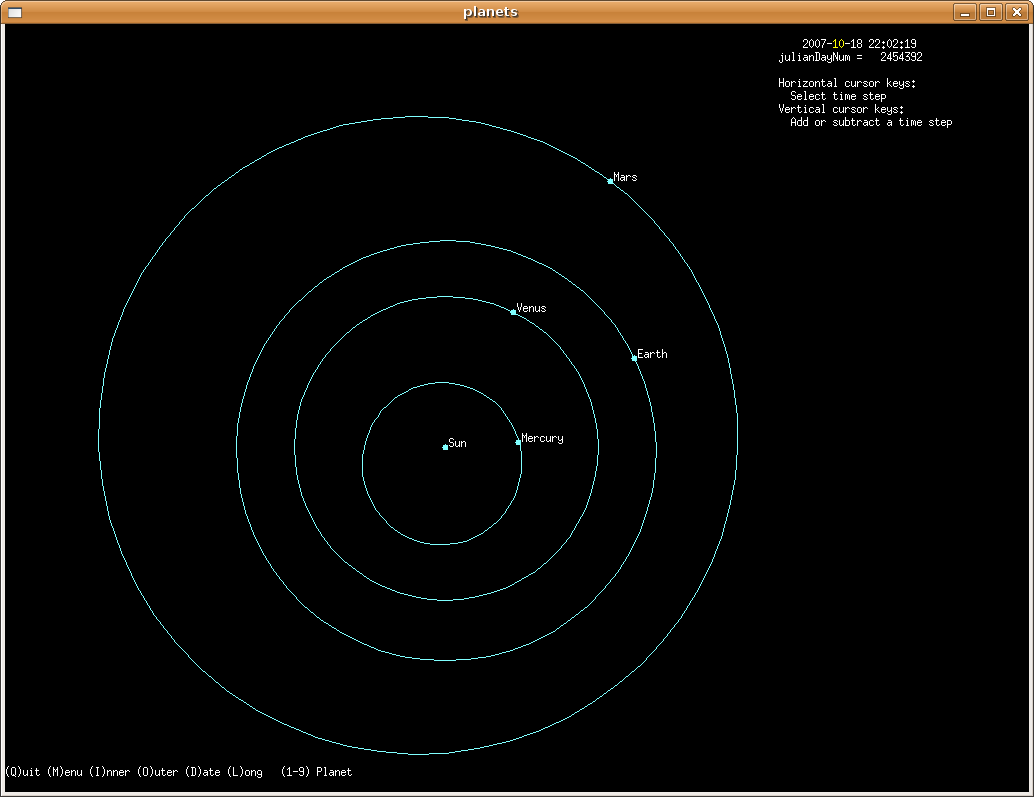 planets
2007-10-18 22:02:19
julianDayNum =   2454392
Horizontal cursor keys:
Select time step
Vertical cursor keys:
Add or subtract a time step
Mars
Venus
Earth
Mercury
Sun
(Q)uit (M)enu (I)nner (O)uter (D)ate (L)ong   (1-9) Planet